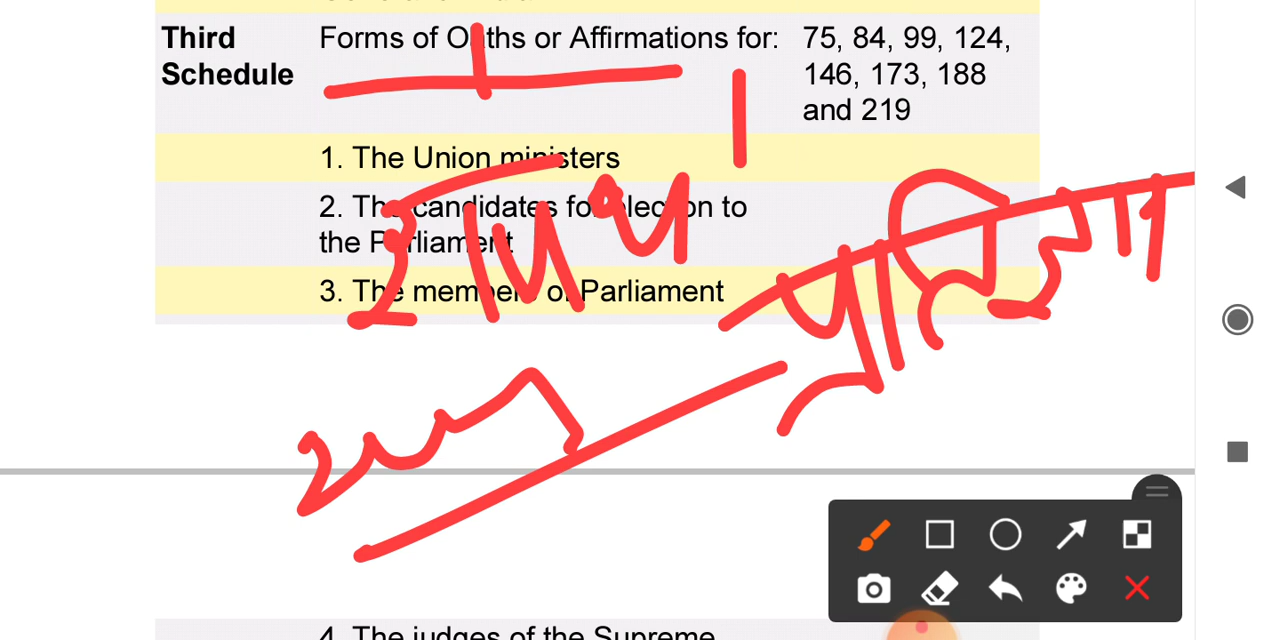 Third Schedule
Forms of Oaths or Affirmations for:
75, 84, 99, 124, 146, 173, 188 and 219
1. The Union ministers
2. The candidates for election to
the Parliament
3. The members of Parliament
शपथ
प्रतिज्ञा
4. The judges of the Supreme